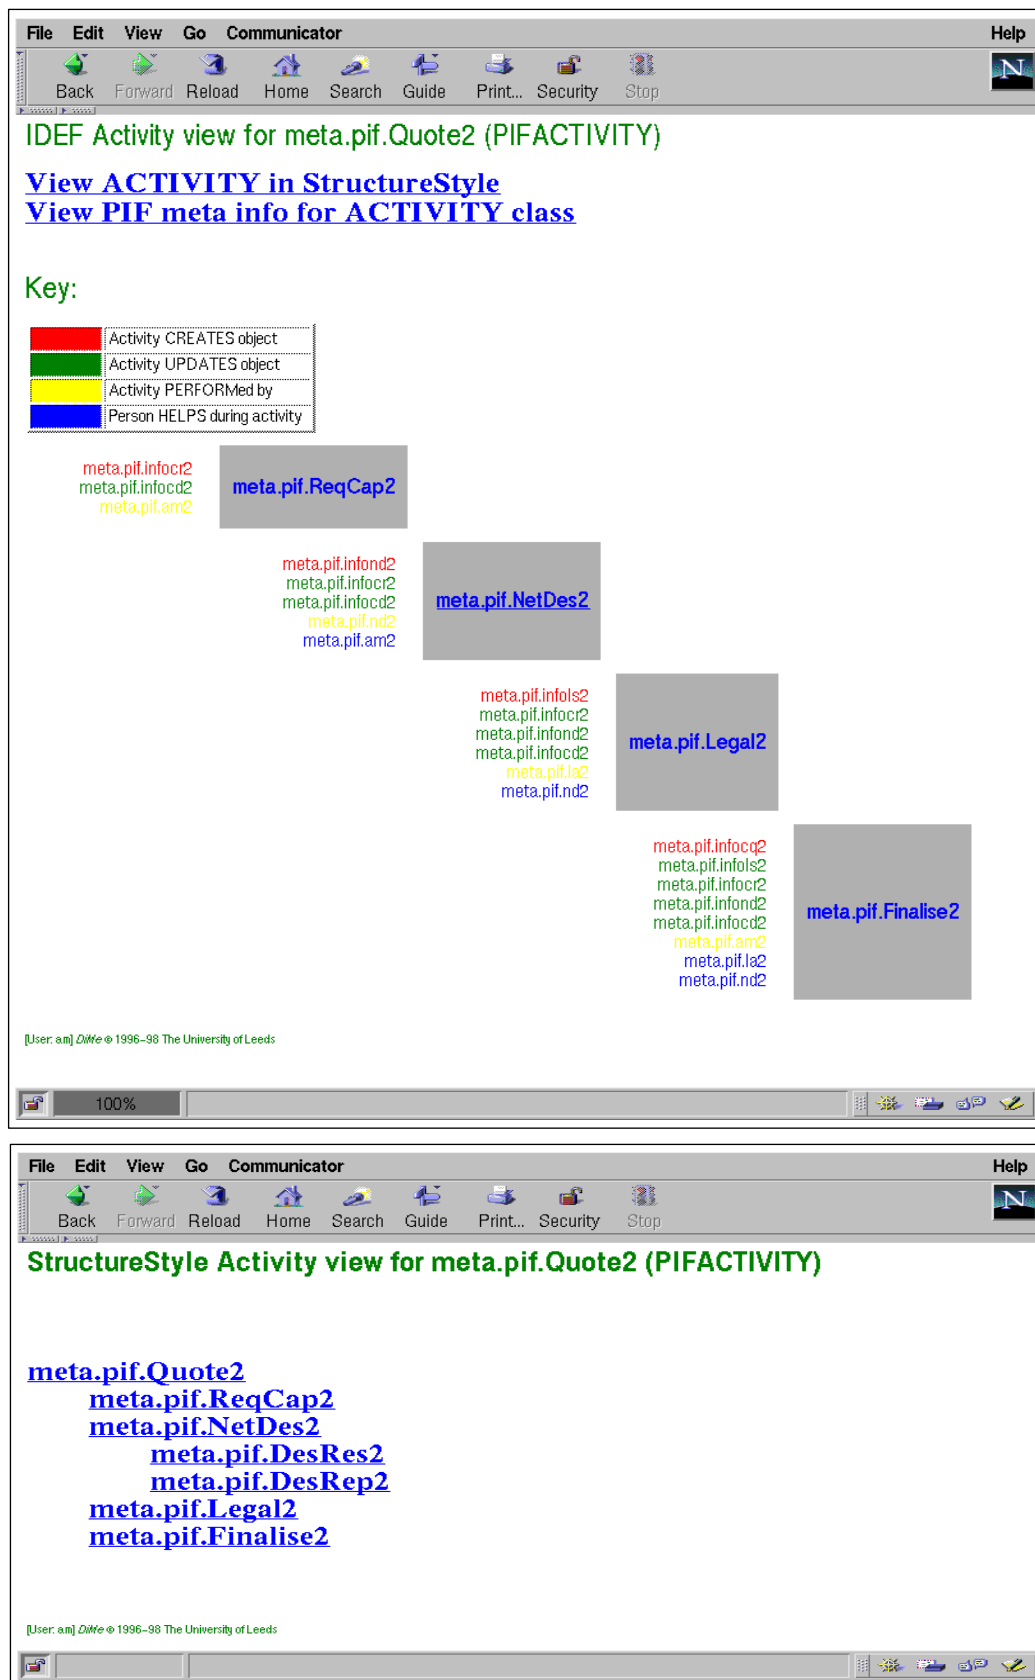 File Edit View Go Communicator Help
Back Forward Reload Home Search Guide Print... Security Stop
N
IDEF Activity view for meta.pif.Quote2 (PIFACTIVITY)
View ACTIVITY in StructureStyle
View PIF meta info for ACTIVITY class
Key:
Activity CREATES object
Activity UPDATES object
Activity PERFORMed by
Person HELPS during activity
meta.pif.infocr2
meta.pif.infocd2
meta.pif.am2
meta.pif.ReqCap2
meta.pif.infond2
meta.pif.infocr2
meta.pif.infocd2
meta.pif.nd2
meta.pif.am2
meta.pif.NetDes2
meta.pif.infols2
meta.pif.infocr2
meta.pif.infond2
meta.pif.infocd2
meta.pif.la2
meta.pif.nd2
meta.pif.Legal2
meta.pif.infocq2
meta.pif.infols2
meta.pif.infocr2
meta.pif.infond2
meta.pif.infocd2
meta.pif.am2
meta.pif.la2
meta.pif.nd2
meta.pif.Finalise2
[User: am] DiMe © 1996-98 The University of Leeds
100%
File Edit View Go Communicator Help
Back Forward Reload Home Search Guide Print... Security Stop
N
StructureStyle Activity view for meta.pif.Quote2 (PIFACTIVITY)
meta.pif.Quote2
meta.pif.ReqCap2
meta.pif.NetDes2
meta.pif.DesRes2
meta.pif.DesRep2
meta.pif.Legal2
meta.pif.Finalise2
[User: am] DiMe © 1996-98 The University of Leeds